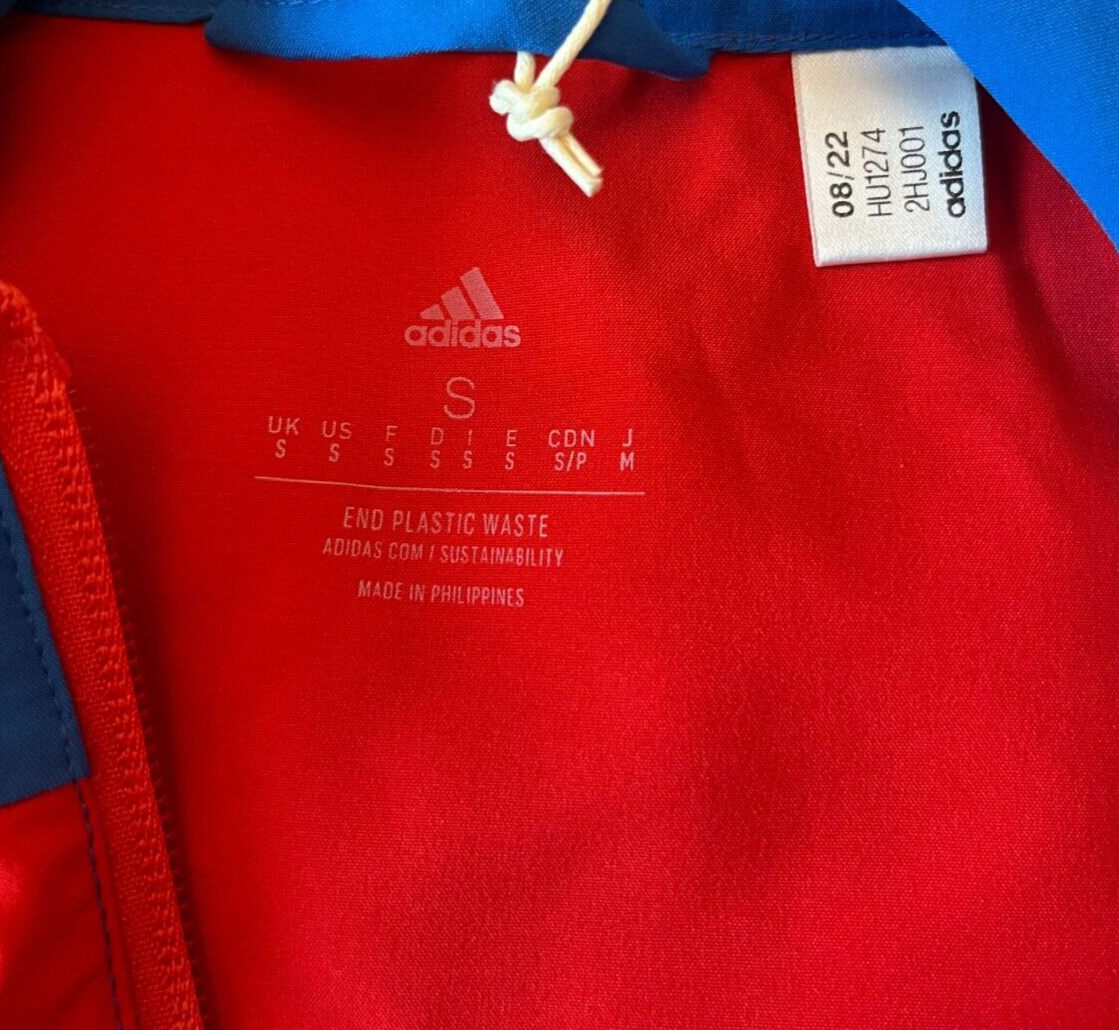 08/22
HU1274
2HJ001
adidas
adidas
S
UK US F D I E CDN J
S S S S S S S/P M
END PLASTIC WASTE
ADIDAS.COM / SUSTAINABILITY
MADE IN PHILIPPINES